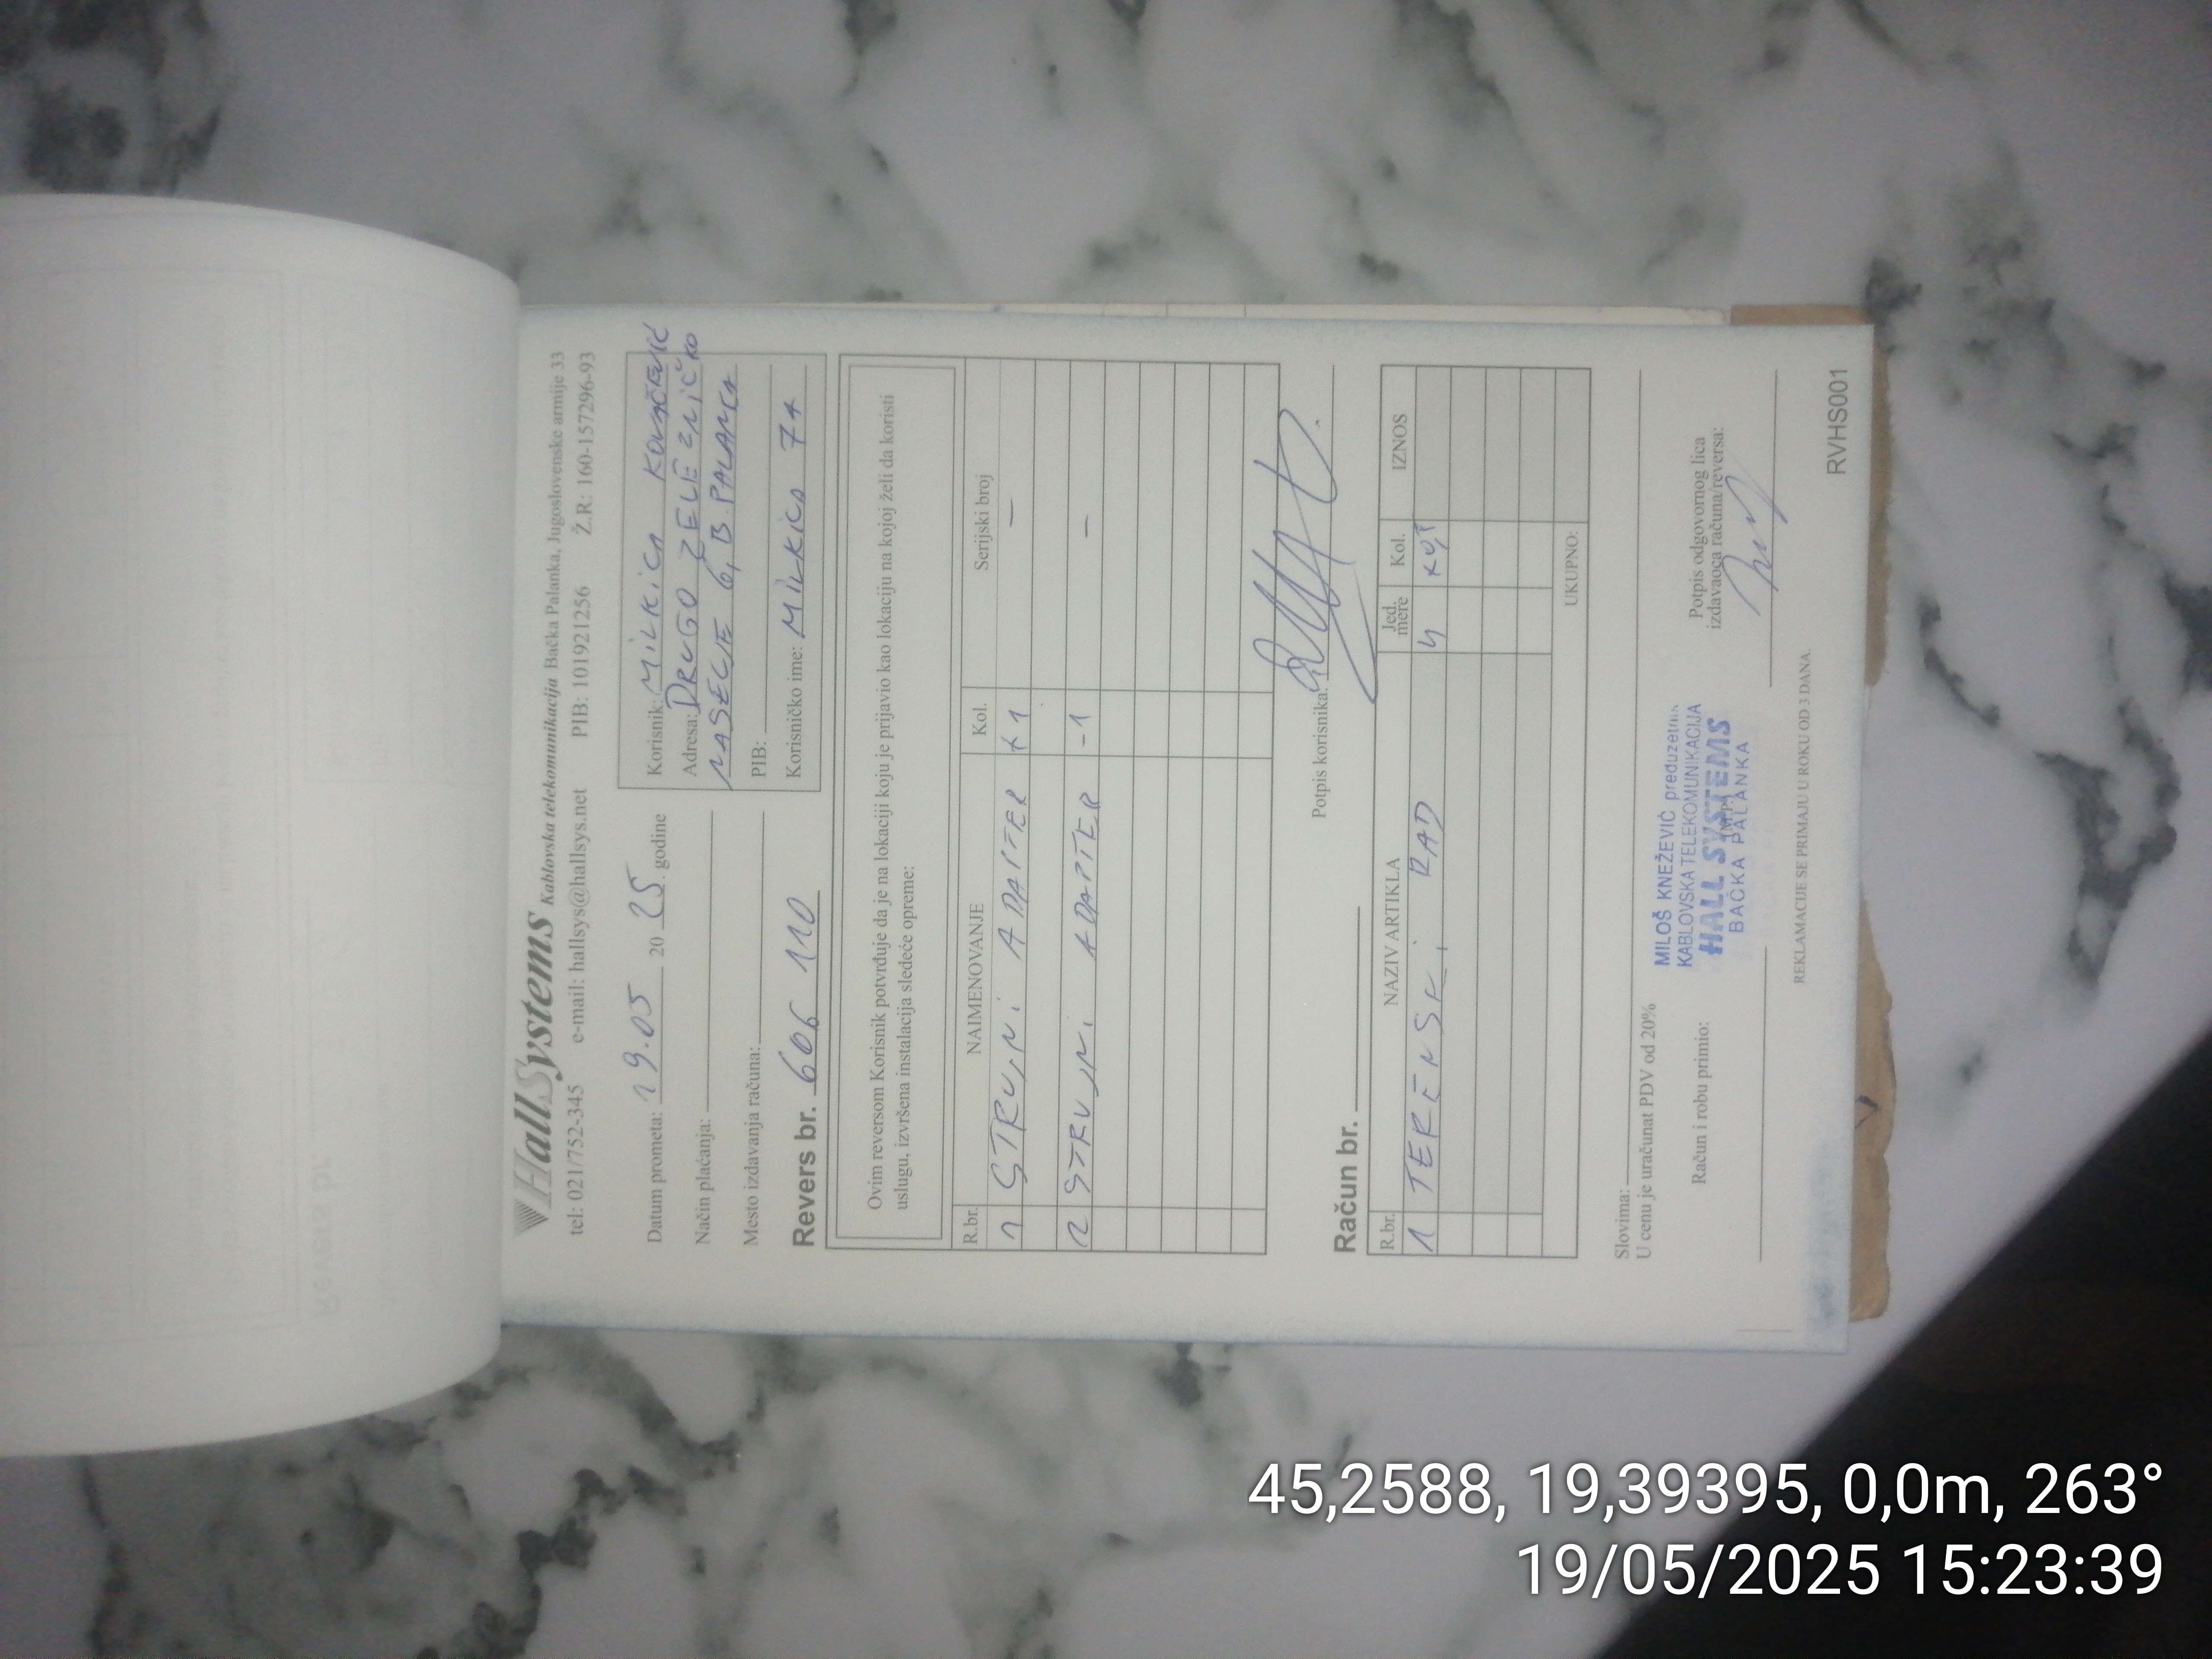 HallSystems Kablovska telekomunikacija Bačka Palanka, Jugoslovenske armije 33
tel: 021/752-345 e-mail: hallsys@hallsys.net PIB: 101921256 Ž.R: 160-157296-93
Datum prometa: 19.05 20 25. godine
Način plaćanja:
Mesto izdavanja računa:
Revers br. 606 110
Korisnik: MILKICA KOVAČEVIĆ
Adresa: DRUGO ŽELEZNIČKO
NASELJE 6, B PALANKA
PIB:
Korisničko ime: MILKICA 74
Ovim reversom Korisnik potvrđuje da je na lokaciji koju je prijavio kao lokaciju na kojoj želi da koristi
uslugu, izvršena instalacija sledeće opreme:
R.br. NAIMENOVANJE Kol. Serijski broj
1 STRUJNI ADAPTER +1 —
2 STRUJNI ADAPTER -1 —
Potpis korisnika:
Račun br.
R.br. NAZIV ARTIKLA Jed. mere Kol. IZNOS
1 TERENSKI RAD
UKUPNO:
Slovima:
U cenu je uračunat PDV od 20%
Račun i robu primio:
MILOŠ KNEŽEVIĆ preduzetnik
KABLOVSKA TELEKOMUNIKACIJA
HALL SYSTEMS
BAČKA PALANKA
(M.P.)
Potpis odgovornog lica
izdavaoca računa/reversa:
REKLAMACIJE SE PRIMAJU U ROKU OD 3 DANA.
RVHS001
Revers br.
45,2588, 19,39395, 0,0m, 263°
19/05/2025 15:23:39